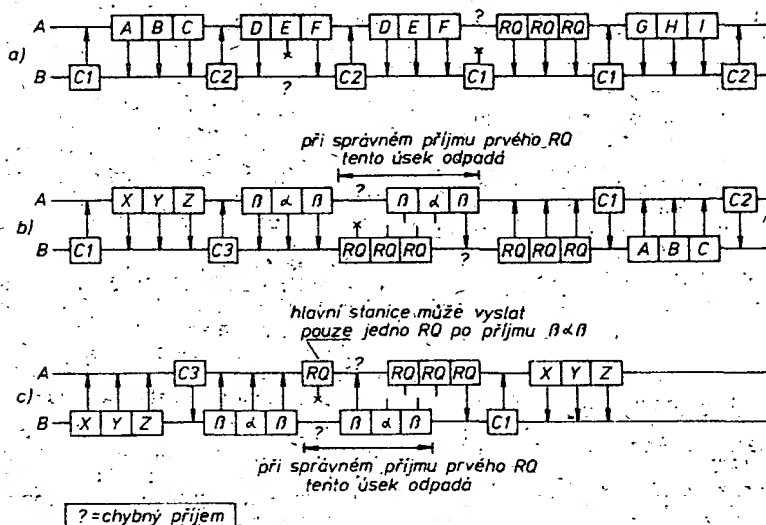 A A B C D E F D E F ? RQ RQ RQ G H I
a)
B C1 C2 ? C2 C1 C1 C2
při správném příjmu prvého RQ
tento úsek odpadá
A X Y Z β α β ? β α β C1 C2
b)
B C1 C3 RQ RQ RQ ? RQ RQ RQ A B C
hlavní stanice může vyslat
pouze jedno RQ po příjmu β α β
A C3 RQ ? RQ RQ RQ X Y Z
c)
B X Y Z β α β ? β α β C1
při správném příjmu prvého RQ
tento úsek odpadá
? = chybný příjem